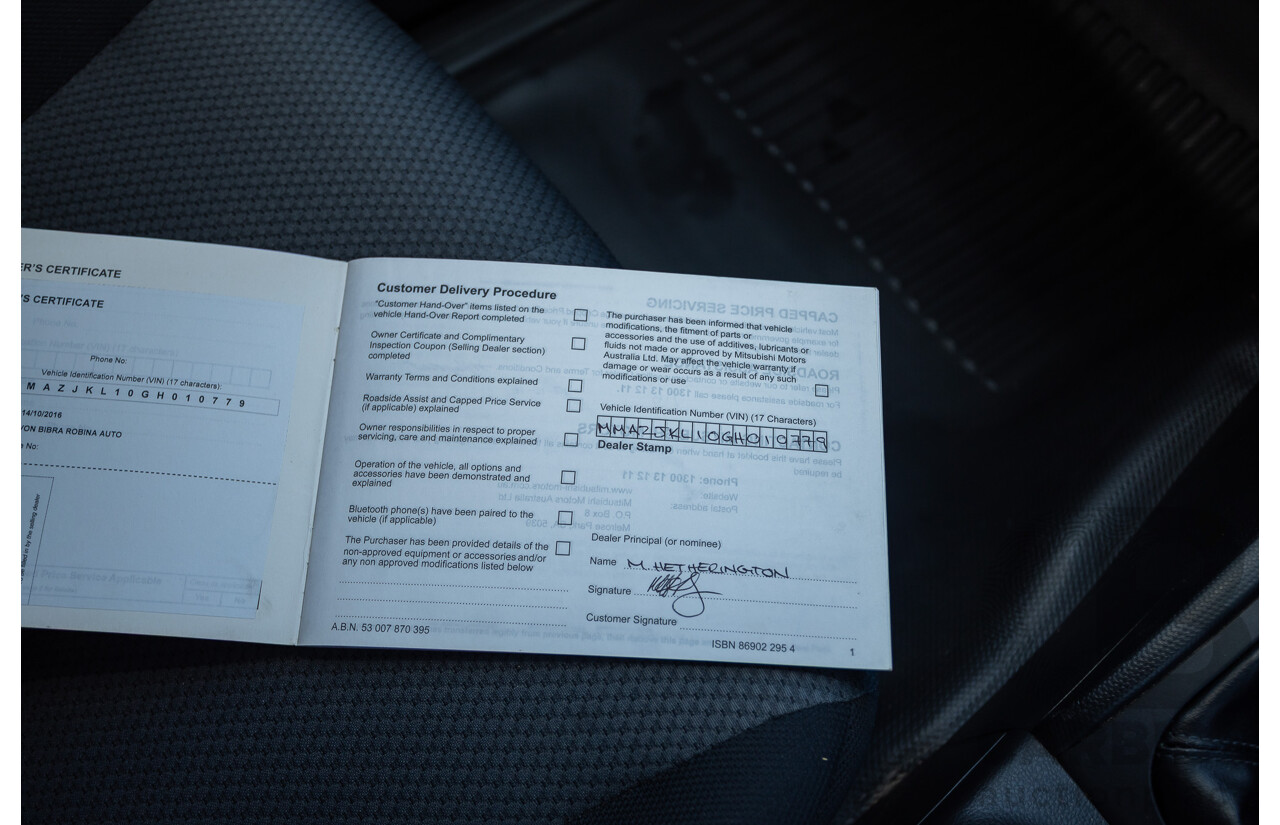 R'S CERTIFICATE
'S CERTIFICATE
Phone No:
Vehicle Identification Number (VIN) (17 characters):
M A Z J K L 1 0 G H 0 1 0 7 7 9
14/10/2016
VON BIBRA ROBINA AUTO
No:
by the selling dealer
Customer Delivery Procedure
"Customer Hand-Over" items listed on the
vehicle Hand-Over Report completed
Owner Certificate and Complimentary
Inspection Coupon (Selling Dealer section)
completed
Warranty Terms and Conditions explained
Roadside Assist and Capped Price Service
(if applicable) explained
Owner responsibilities in respect to proper
servicing, care and maintenance explained
Operation of the vehicle, all options and
accessories have been demonstrated and
explained
Bluetooth phone(s) have been paired to the
vehicle (if applicable)
The Purchaser has been provided details of the
non-approved equipment or accessories and/or
any non approved modifications listed below
A.B.N. 53 007 870 395
The purchaser has been informed that vehicle
modifications, the fitment of parts or
accessories and the use of additives, lubricants or
fluids not made or approved by Mitsubishi Motors
Australia Ltd. May affect the vehicle warranty if
damage or wear occurs as a result of any such
modifications or use
Vehicle Identification Number (VIN) (17 Characters)
MMAZJKL10GH010779
Dealer Stamp
Dealer Principal (or nominee)
Name M. HETHERINGTON
Signature
Customer Signature
ISBN 86902 295 4
1